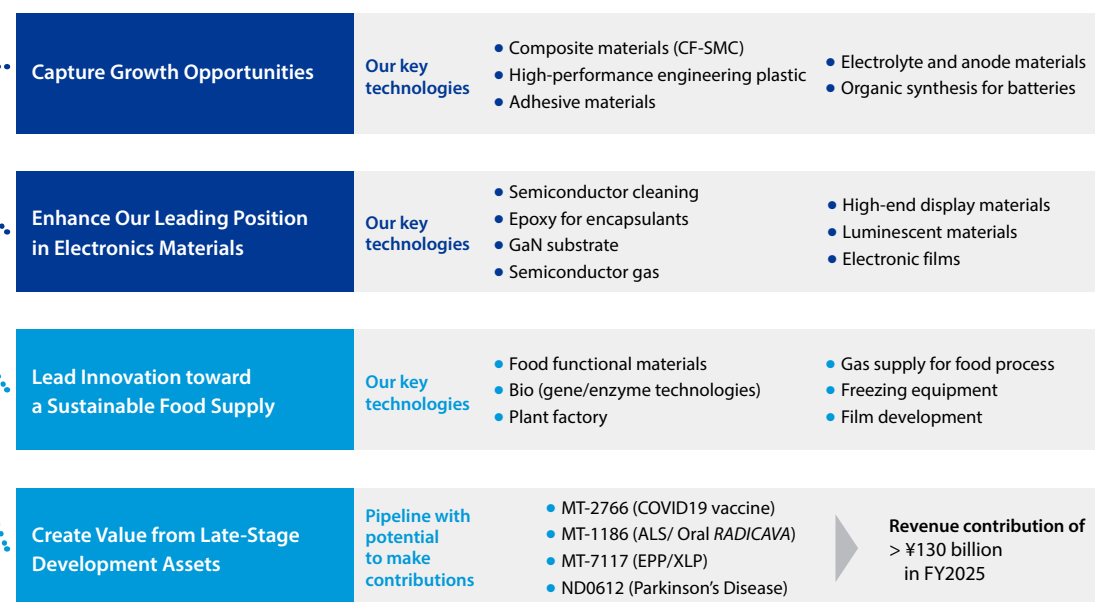 Capture Growth Opportunities
Our key
technologies
• Composite materials (CF-SMC)
• High-performance engineering plastic
• Adhesive materials
• Electrolyte and anode materials
• Organic synthesis for batteries
Enhance Our Leading Position
in Electronics Materials
Our key
technologies
• Semiconductor cleaning
• Epoxy for encapsulants
• GaN substrate
• Semiconductor gas
• High-end display materials
• Luminescent materials
• Electronic films
Lead Innovation toward
a Sustainable Food Supply
Our key
technologies
• Food functional materials
• Bio (gene/enzyme technologies)
• Plant factory
• Gas supply for food process
• Freezing equipment
• Film development
Create Value from Late-Stage
Development Assets
Pipeline with
potential
to make
contributions
• MT-2766 (COVID19 vaccine)
• MT-1186 (ALS/ Oral RADICAVA)
• MT-7117 (EPP/XLP)
• ND0612 (Parkinson's Disease)
Revenue contribution of
> ¥130 billion
in FY2025